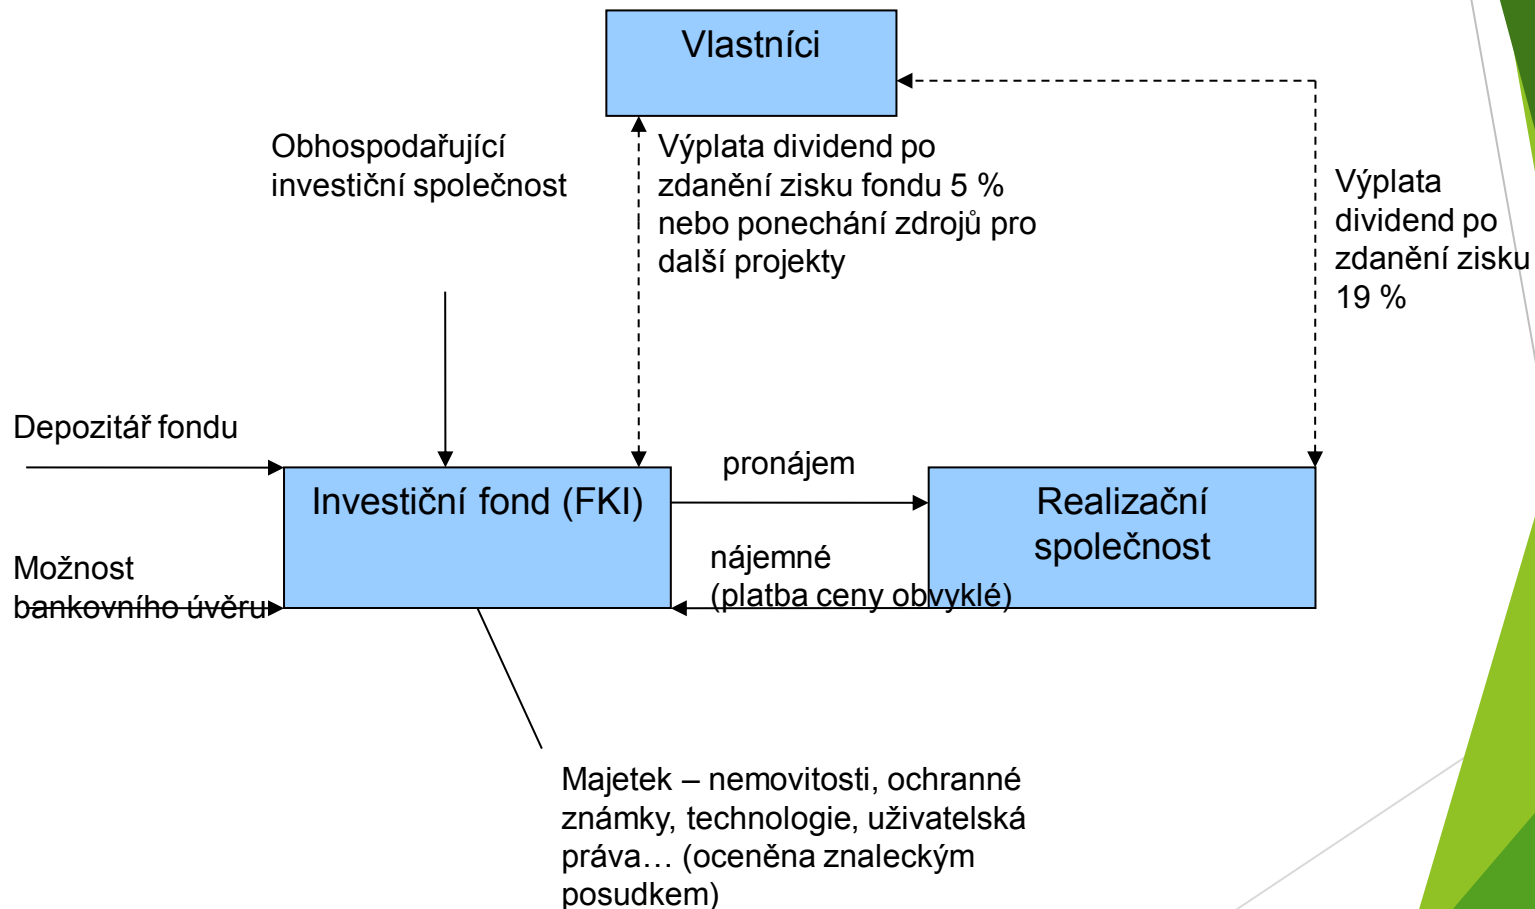 Vlastníci
Obhospodařující
investiční společnost
Výplata dividend po
zdanění zisku fondu 5 %
nebo ponechání zdrojů pro
další projekty
Výplata
dividend po
zdanění zisku
19 %
Depozitář fondu
Možnost
bankovního úvěru
Investiční fond (FKI)
pronájem
nájemné
(platba ceny obvyklé)
Realizační
společnost
Majetek – nemovitosti, ochranné
známky, technologie, uživatelská
práva… (oceněna znaleckým
posudkem)